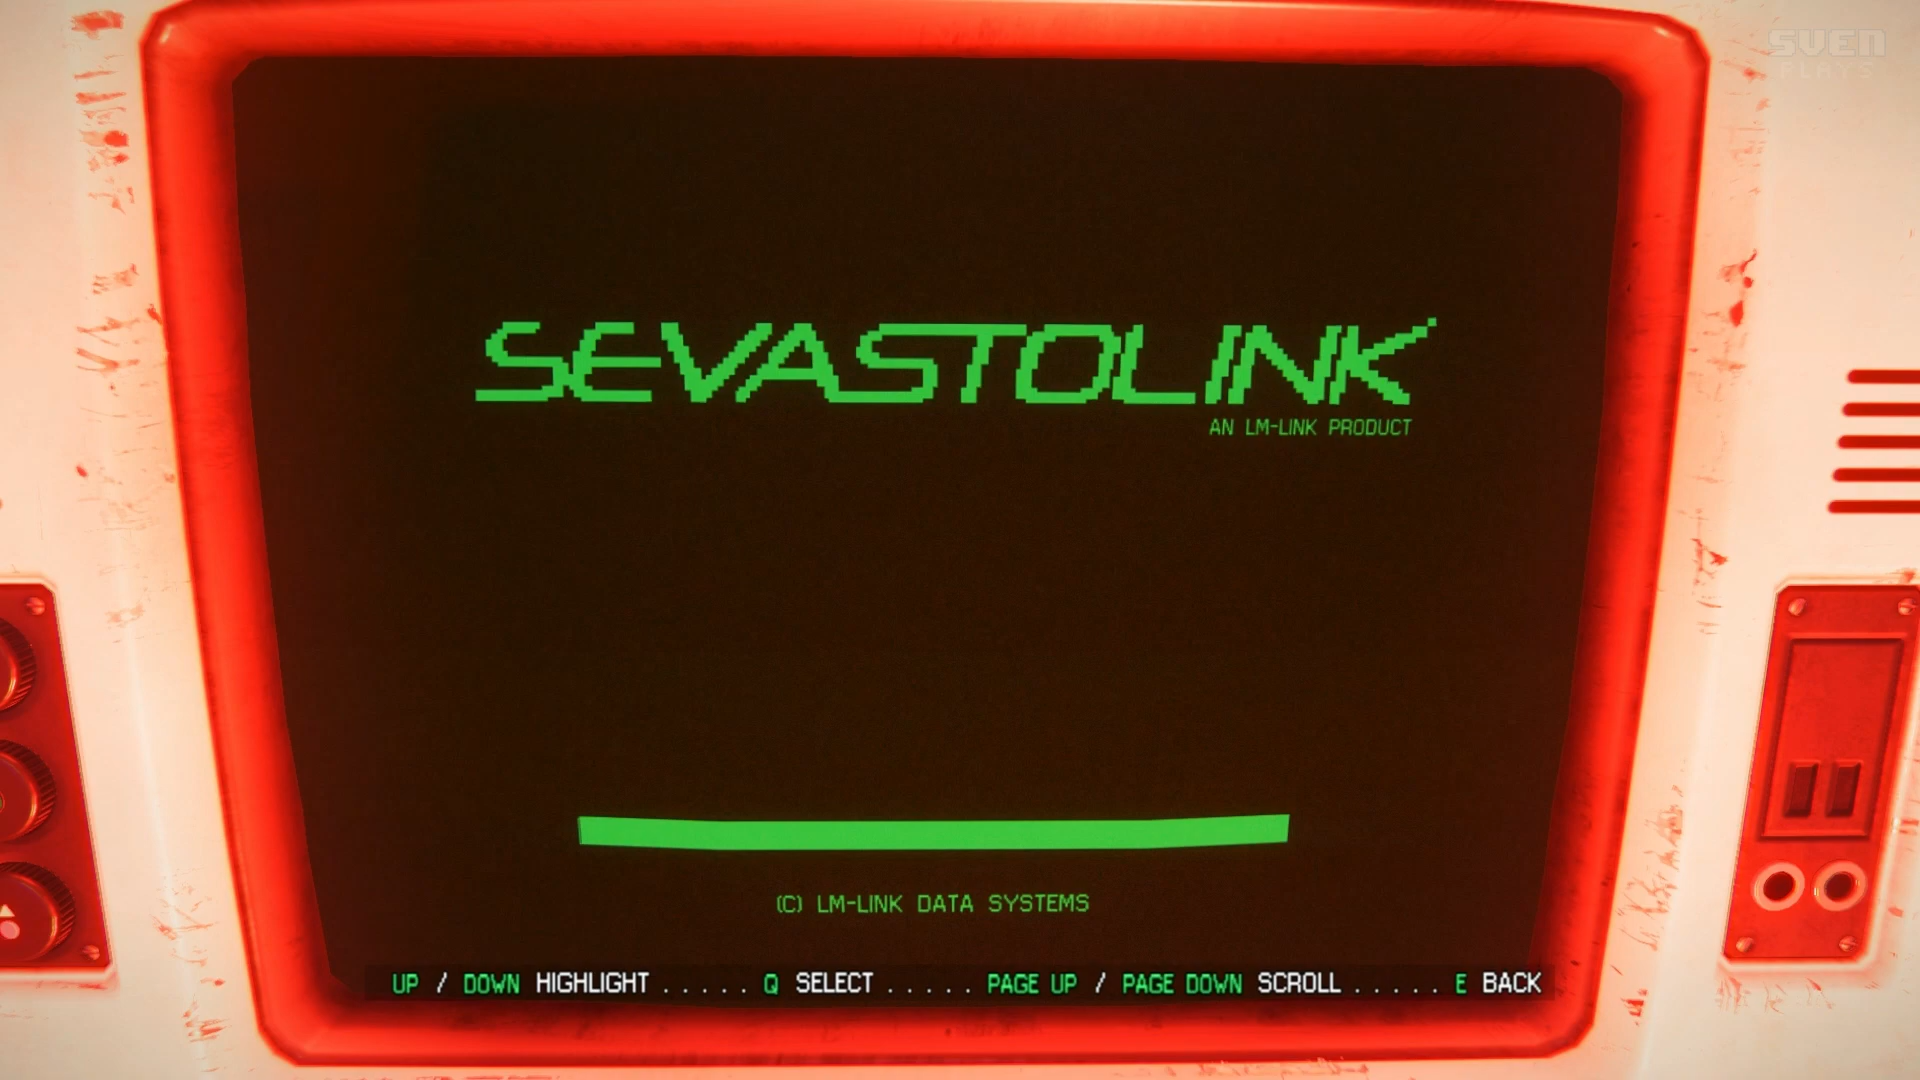 SVEN
PLAYS
SEVASTOLINK
AN LM-LINK PRODUCT
(C) LM-LINK DATA SYSTEMS
UP / DOWN HIGHLIGHT ..... Q SELECT ..... PAGE UP / PAGE DOWN SCROLL ..... E BACK